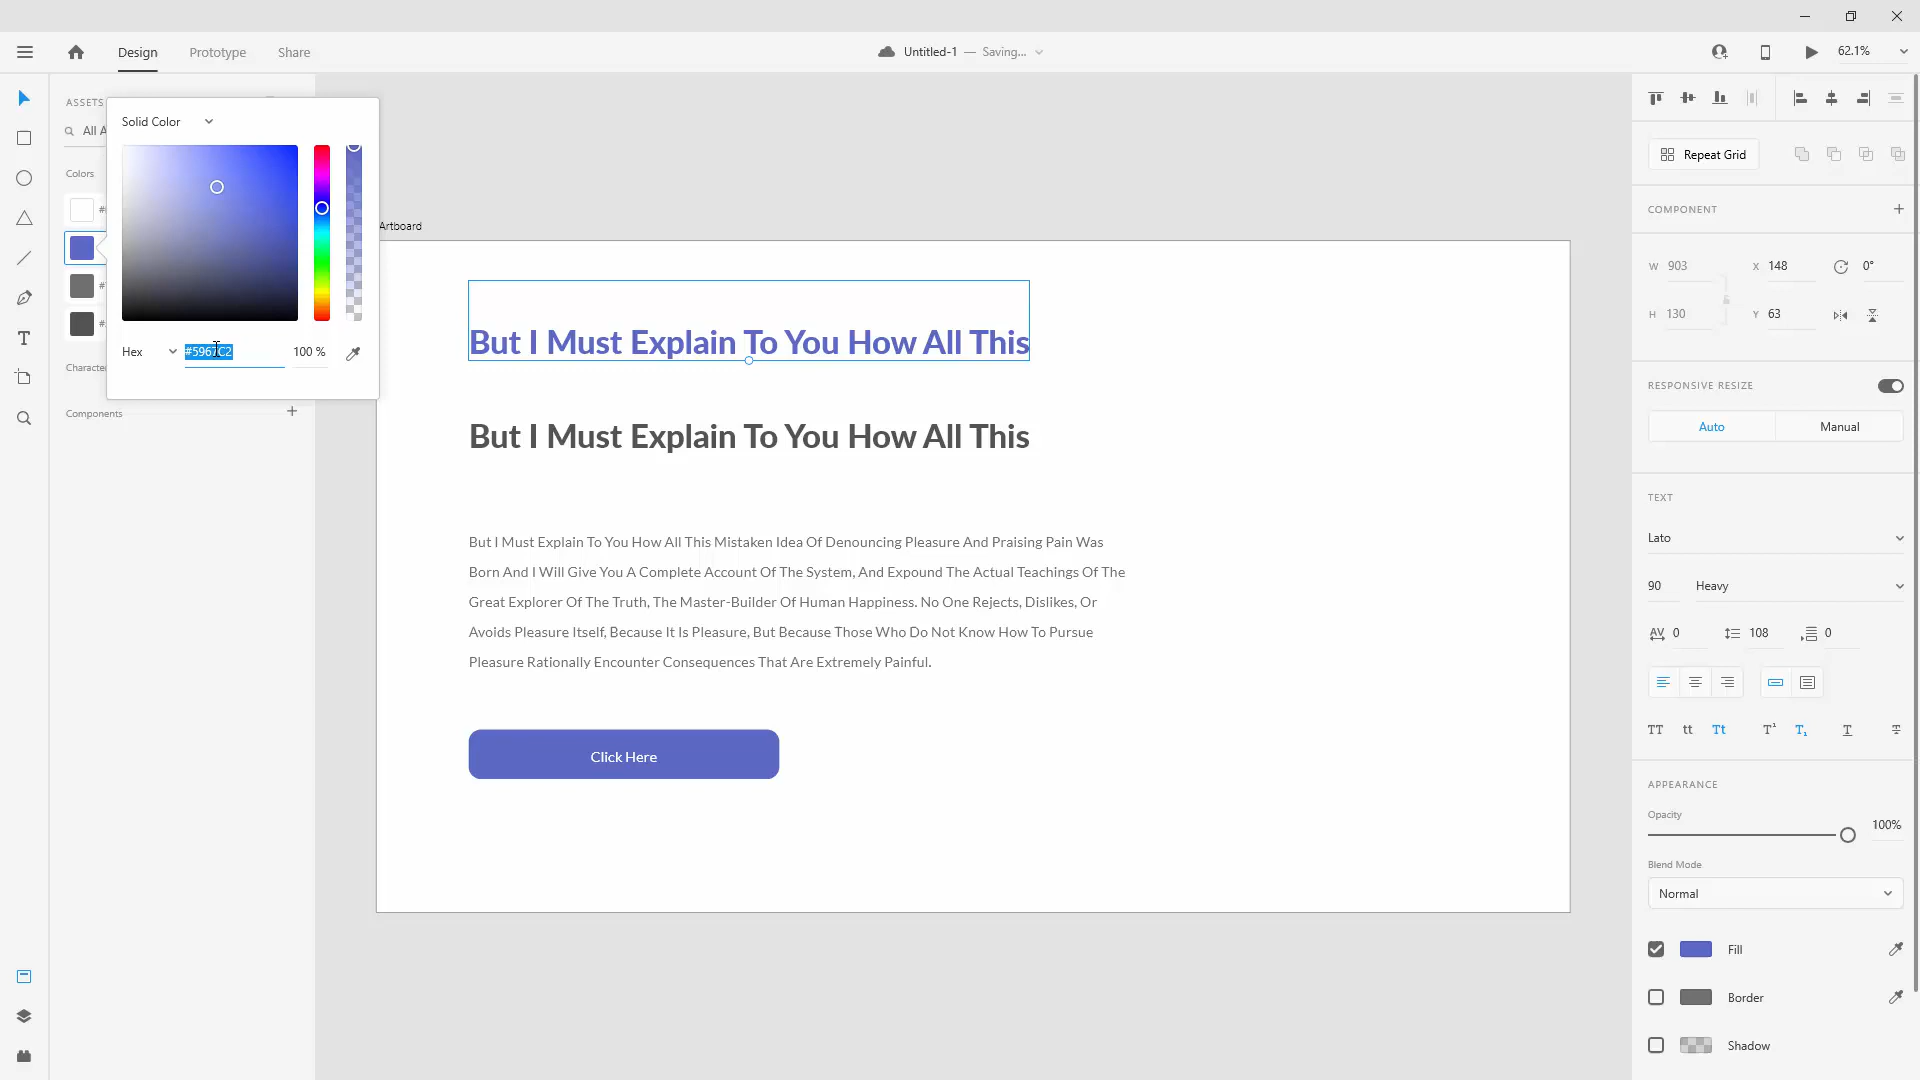 Design
Prototype
Share
Untitled-1 — Saving...
62.1%
ASSETS
Solid Color
All A
Colors
Hex
100 %
Characte
Components
Artboard
But I Must Explain To You How All This
But I Must Explain To You How All This
But I Must Explain To You How All This Mistaken Idea Of Denouncing Pleasure And Praising Pain Was
Born And I Will Give You A Complete Account Of The System, And Expound The Actual Teachings Of The
Great Explorer Of The Truth, The Master-Builder Of Human Happiness. No One Rejects, Dislikes, Or
Avoids Pleasure Itself, Because It Is Pleasure, But Because Those Who Do Not Know How To Pursue
Pleasure Rationally Encounter Consequences That Are Extremely Painful.
Click Here
Repeat Grid
COMPONENT
W 903 X 148 0°
H 130 Y 63
RESPONSIVE RESIZE
Auto Manual
TEXT
Lato
90 Heavy
AV 0 108 0
TT tt Tt T¹ T₁ T T
APPEARANCE
Opacity
100%
Blend Mode
Normal
Fill
Border
Shadow